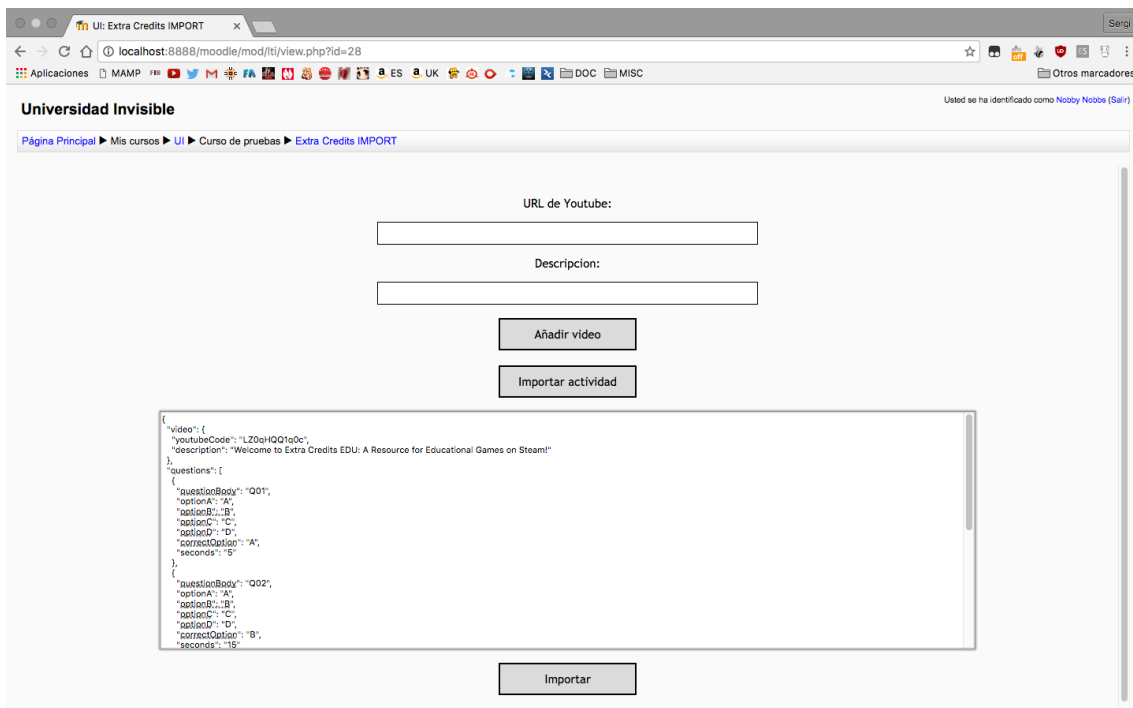 UI: Extra Credits IMPORT
Sergi
localhost:8888/moodle/mod/lti/view.php?id=28
Aplicaciones MAMP FIB FA a ES a UK DOC MISC Otros marcadores
Universidad Invisible
Usted se ha identificado como Nobby Nobbs (Salir)
Página Principal ► Mis cursos ► UI ► Curso de pruebas ► Extra Credits IMPORT
URL de Youtube:
Descripcion:
Añadir video
Importar actividad
{
"video": {
"youtubeCode": "LZ0qHQQ1q0c",
"description": "Welcome to Extra Credits EDU: A Resource for Educational Games on Steam!"
},
"questions": [
{
"questionBody": "Q01",
"optionA": "A",
"optionB": "B",
"optionC": "C",
"optionD": "D",
"correctOption": "A",
"seconds": "5"
},
{
"questionBody": "Q02",
"optionA": "A",
"optionB": "B",
"optionC": "C",
"optionD": "D",
"correctOption": "B",
"seconds": "15"
Importar